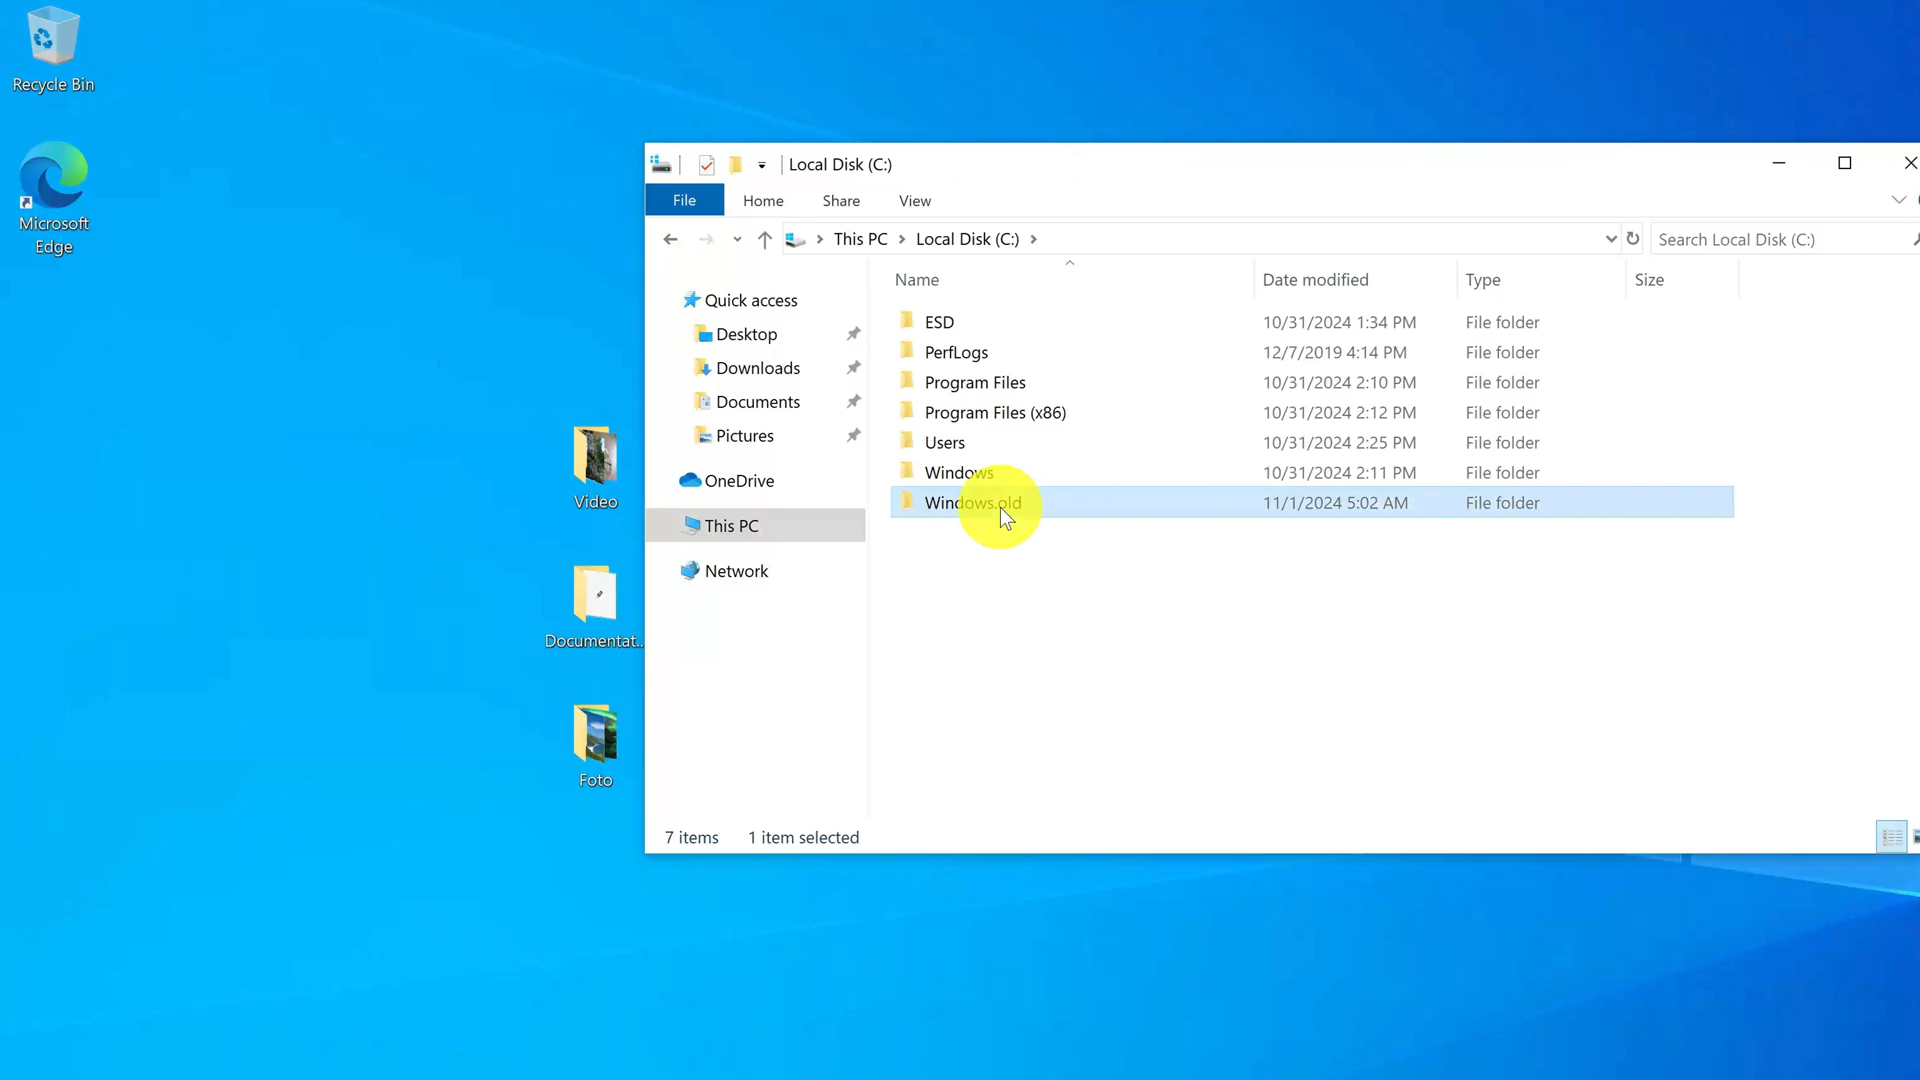 Recycle Bin
Microsoft
Edge
Video
Documentat...
Foto
Local Disk (C:)
File Home Share View
This PC Local Disk (C:) Search Local Disk (C:)
Name Date modified Type Size
Quick access
Desktop
Downloads
Documents
Pictures
OneDrive
This PC
Network
ESD 10/31/2024 1:34 PM File folder
PerfLogs 12/7/2019 4:14 PM File folder
Program Files 10/31/2024 2:10 PM File folder
Program Files (x86) 10/31/2024 2:12 PM File folder
Users 10/31/2024 2:25 PM File folder
Windows 10/31/2024 2:11 PM File folder
Windows.old 11/1/2024 5:02 AM File folder
7 items 1 item selected